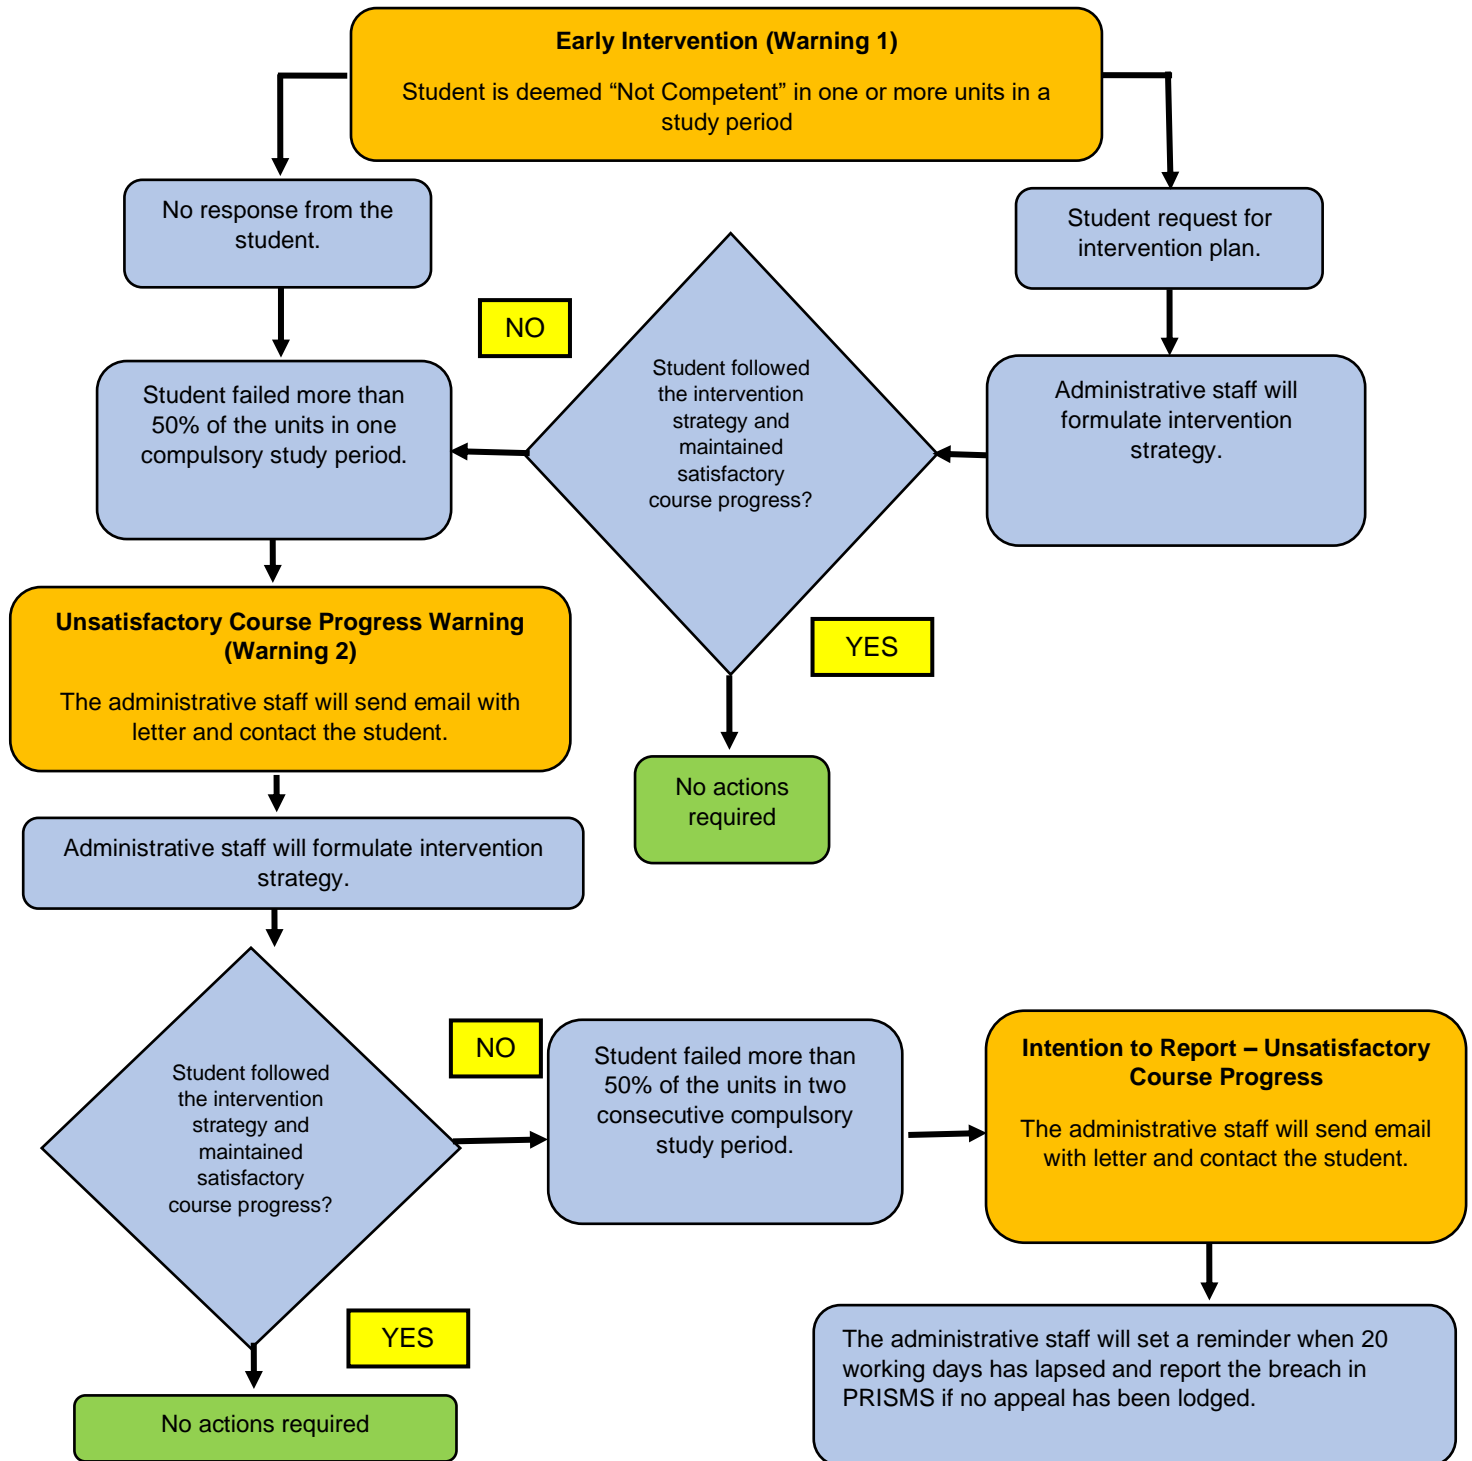 Early Intervention (Warning 1)
Student is deemed “Not Competent” in one or more units in a
study period
No response from the
student.
Student request for
intervention plan.
NO
Student followed
the intervention
strategy and
maintained
satisfactory
course progress?
Student failed more than
50% of the units in one
compulsory study period.
Administrative staff will
formulate intervention
strategy.
Unsatisfactory Course Progress Warning
(Warning 2)
The administrative staff will send email with
letter and contact the student.
YES
No actions
required
Administrative staff will formulate intervention
strategy.
Student followed
the intervention
strategy and
maintained
satisfactory
course progress?
NO
Student failed more than
50% of the units in two
consecutive compulsory
study period.
Intention to Report – Unsatisfactory
Course Progress
The administrative staff will send email
with letter and contact the student.
YES
No actions required
The administrative staff will set a reminder when 20
working days has lapsed and report the breach in
PRISMS if no appeal has been lodged.